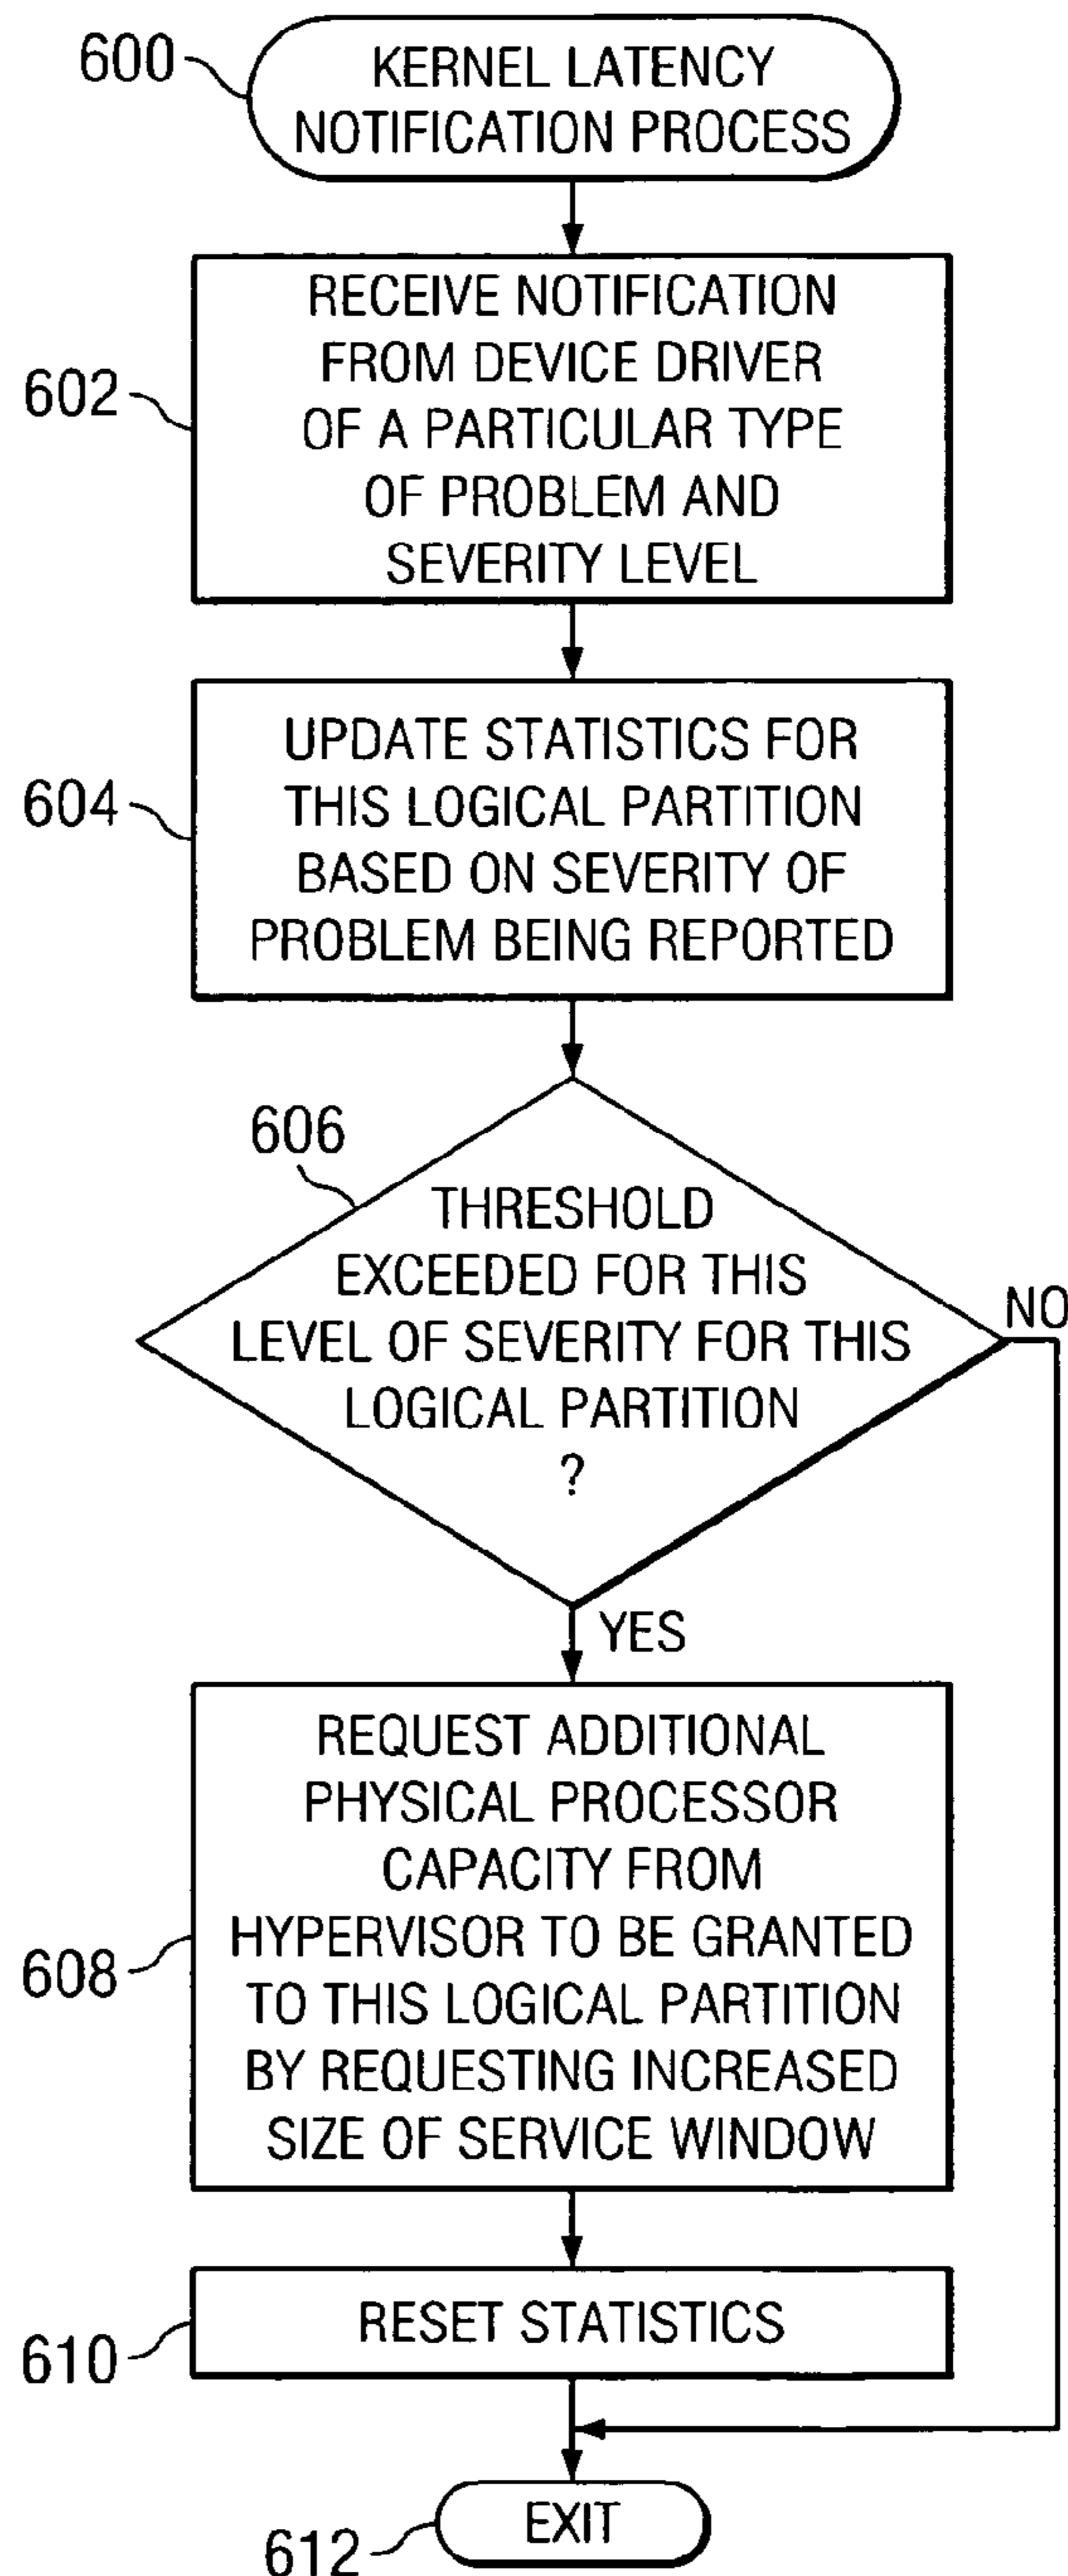 600
KERNEL LATENCY
NOTIFICATION PROCESS
602
RECEIVE NOTIFICATION
FROM DEVICE DRIVER
OF A PARTICULAR TYPE
OF PROBLEM AND
SEVERITY LEVEL
604
UPDATE STATISTICS FOR
THIS LOGICAL PARTITION
BASED ON SEVERITY OF
PROBLEM BEING REPORTED
606
THRESHOLD
EXCEEDED FOR THIS
LEVEL OF SEVERITY FOR THIS
LOGICAL PARTITION
?
NO
YES
608
REQUEST ADDITIONAL
PHYSICAL PROCESSOR
CAPACITY FROM
HYPERVISOR TO BE GRANTED
TO THIS LOGICAL PARTITION
BY REQUESTING INCREASED
SIZE OF SERVICE WINDOW
610
RESET STATISTICS
612
EXIT